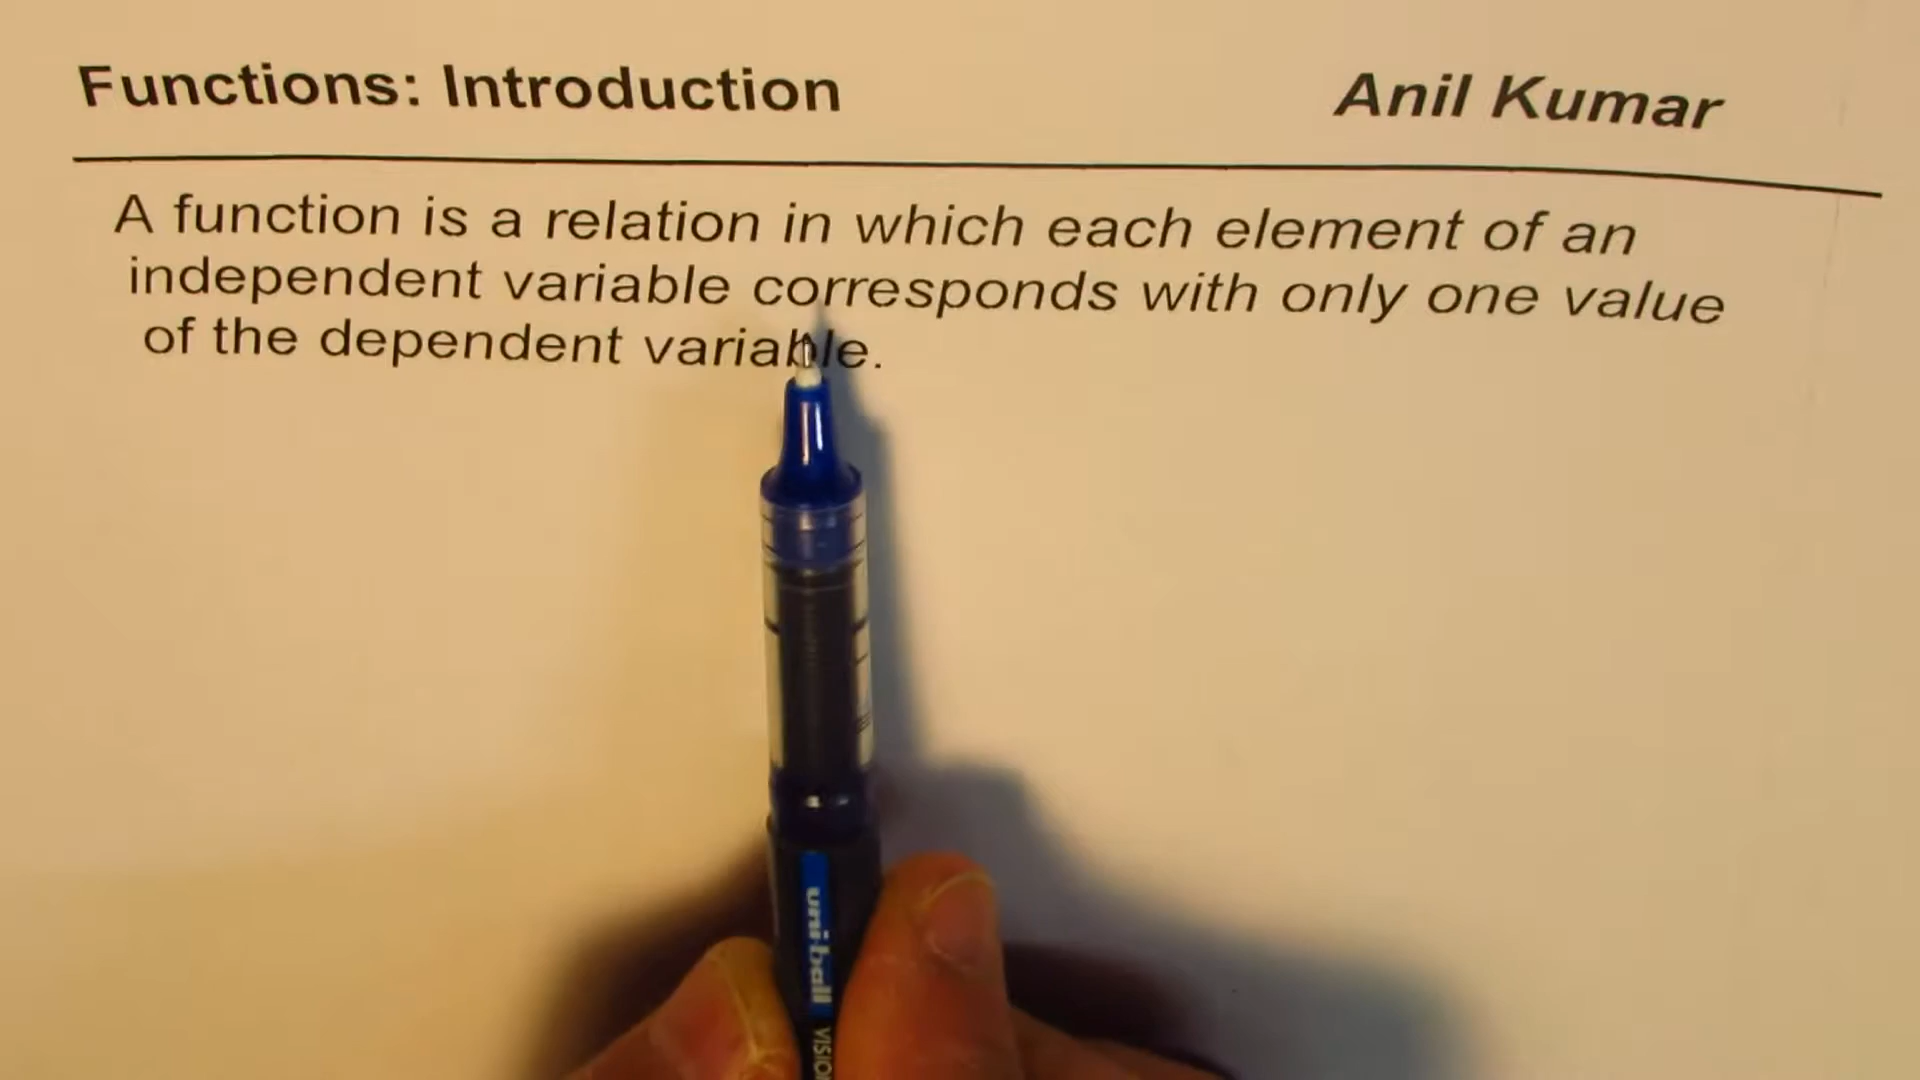 Functions: Introduction
Anil Kumar
A function is a relation in which each element of an
independent variable corresponds with only one value
of the dependent variable.
uni-ball
VISIO